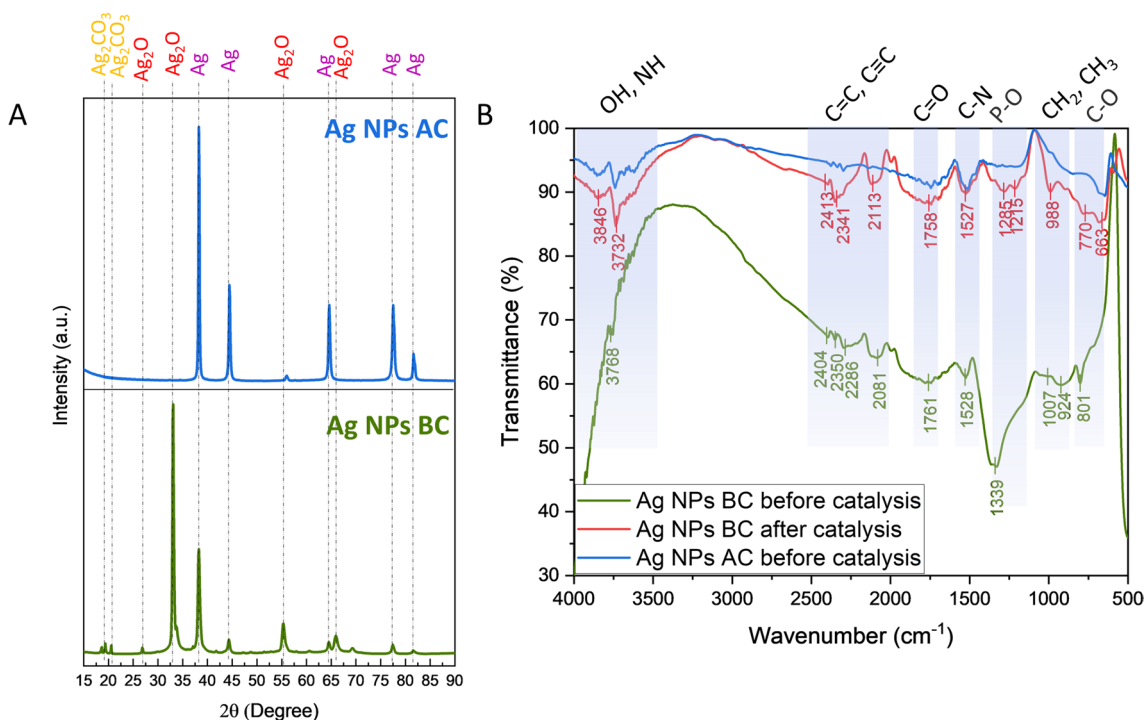 A
Ag₂CO₃
Ag₂CO₃
Ag₂O
Ag₂O
Ag
Ag
Ag₂O
Ag
Ag₂O
Ag
Ag
Ag NPs AC
Ag NPs BC
Intensity (a.u.)
15 20 25 30 35 40 45 50 55 60 65 70 75 80 85 90
2θ (Degree)
B
OH, NH
C=C, C≡C
C=O
C-N
P-O
CH₂, CH₃
C-O
100
90
80
70
60
50
40
30
Transmittance (%)
3846
3732
2413
2341
2113
1758
1527
1285
1215
988
770
663
3768
2404
2350
2286
2081
1761
1528
1339
1007
924
801
Ag NPs BC before catalysis
Ag NPs BC after catalysis
Ag NPs AC before catalysis
4000 3500 3000 2500 2000 1500 1000 500
Wavenumber (cm⁻¹)